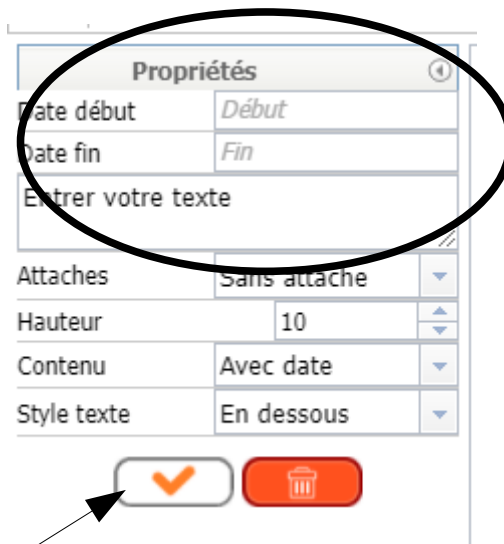 Propriétés
Date début Début
Date fin Fin
Entrer votre texte
Attaches Sans attache
Hauteur 10
Contenu Avec date
Style texte En dessous